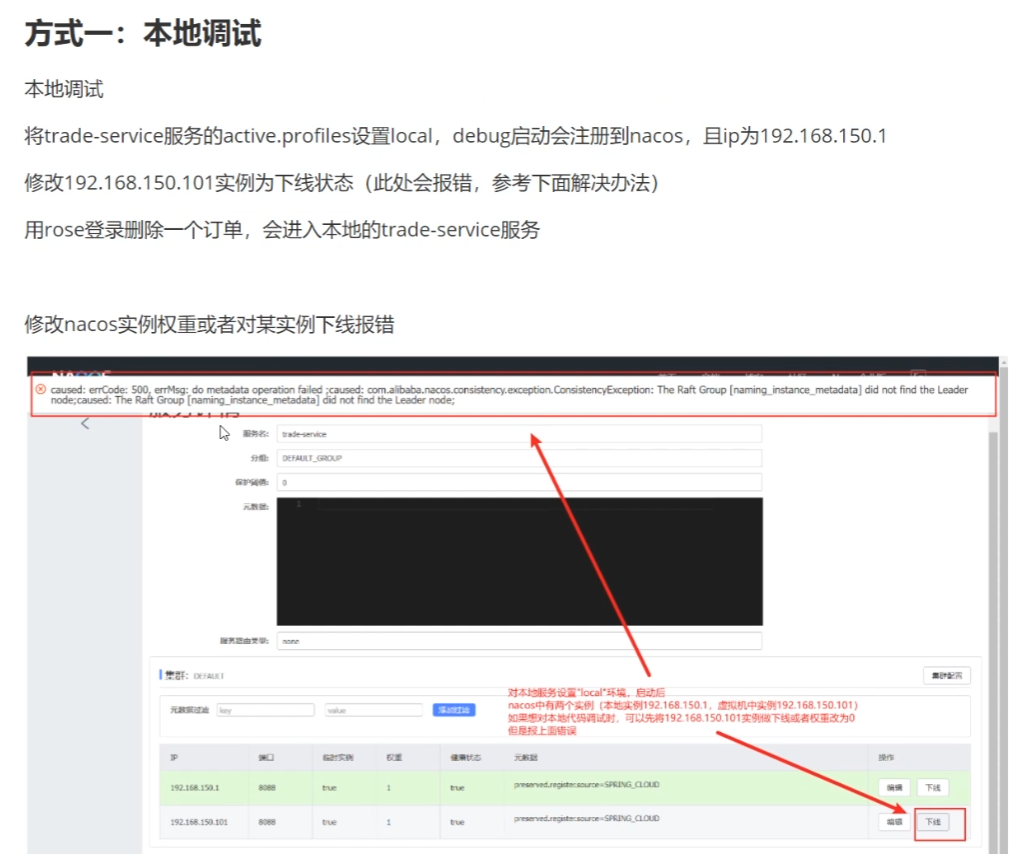 方式一：本地调试
本地调试
将trade-service服务的active.profiles设置local，debug启动会注册到nacos，且ip为192.168.150.1
修改192.168.150.101实例为下线状态（此处会报错，参考下面解决办法）
用rose登录删除一个订单，会进入本地的trade-service服务
修改nacos实例权重或者对某实例下线报错
caused: errCode: 500, errMsg: do metadata operation failed ;caused: com.alibaba.nacos.consistency.exception.ConsistencyException: The Raft Group [naming_instance_metadata] did not find the Leader
node;caused: The Raft Group [naming_instance_metadata] did not find the Leader node;
服务名: trade-service
分组: DEFAULT_GROUP
保护阈值: 0
元数据: 1
服务路由类型: none
集群: DEFAULT 集群配置
元数据过滤 key value 添加过滤
对本地服务设置"local"环境，启动后
nacos中有两个实例（本地实例192.168.150.1，虚拟机中实例192.168.150.101）
如果想对本地代码调试时，可以先将192.168.150.101实例做下线或者权重改为0
但是报上面错误
IP 端口 临时实例 权重 健康状态 元数据 操作
192.168.150.1 8088 true 1 true preserved.register.source=SPRING_CLOUD 编辑 下线
192.168.150.101 8088 true 1 true preserved.register.source=SPRING_CLOUD 编辑 下线